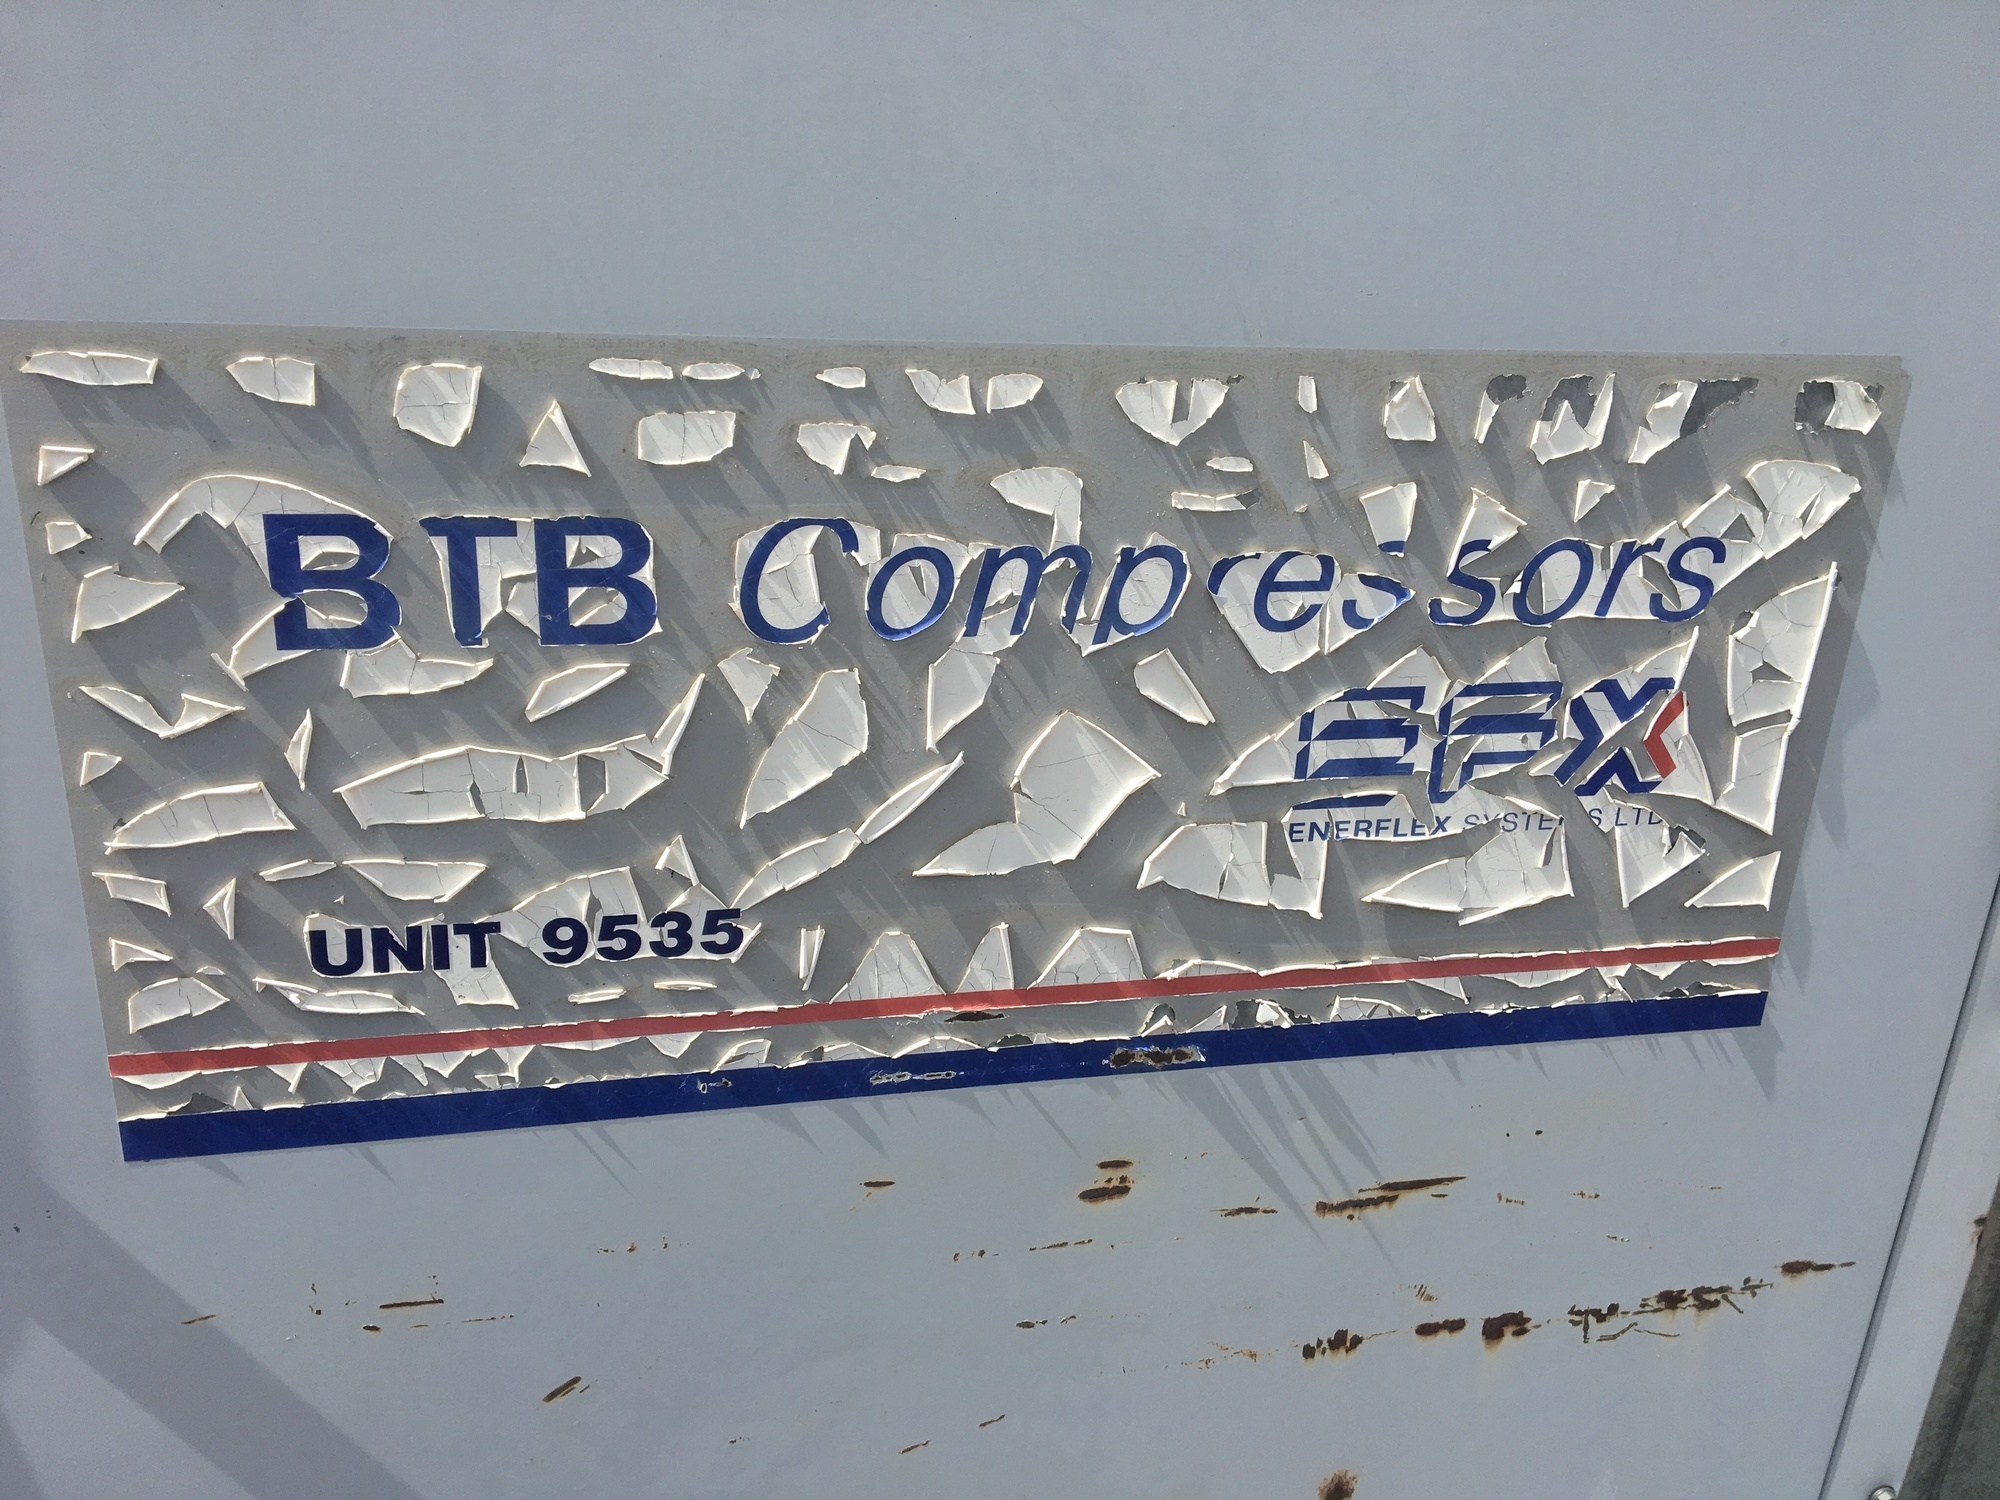 BTB Compressors
EFX
ENERFLEX SYSTEMS LTD
UNIT 9535